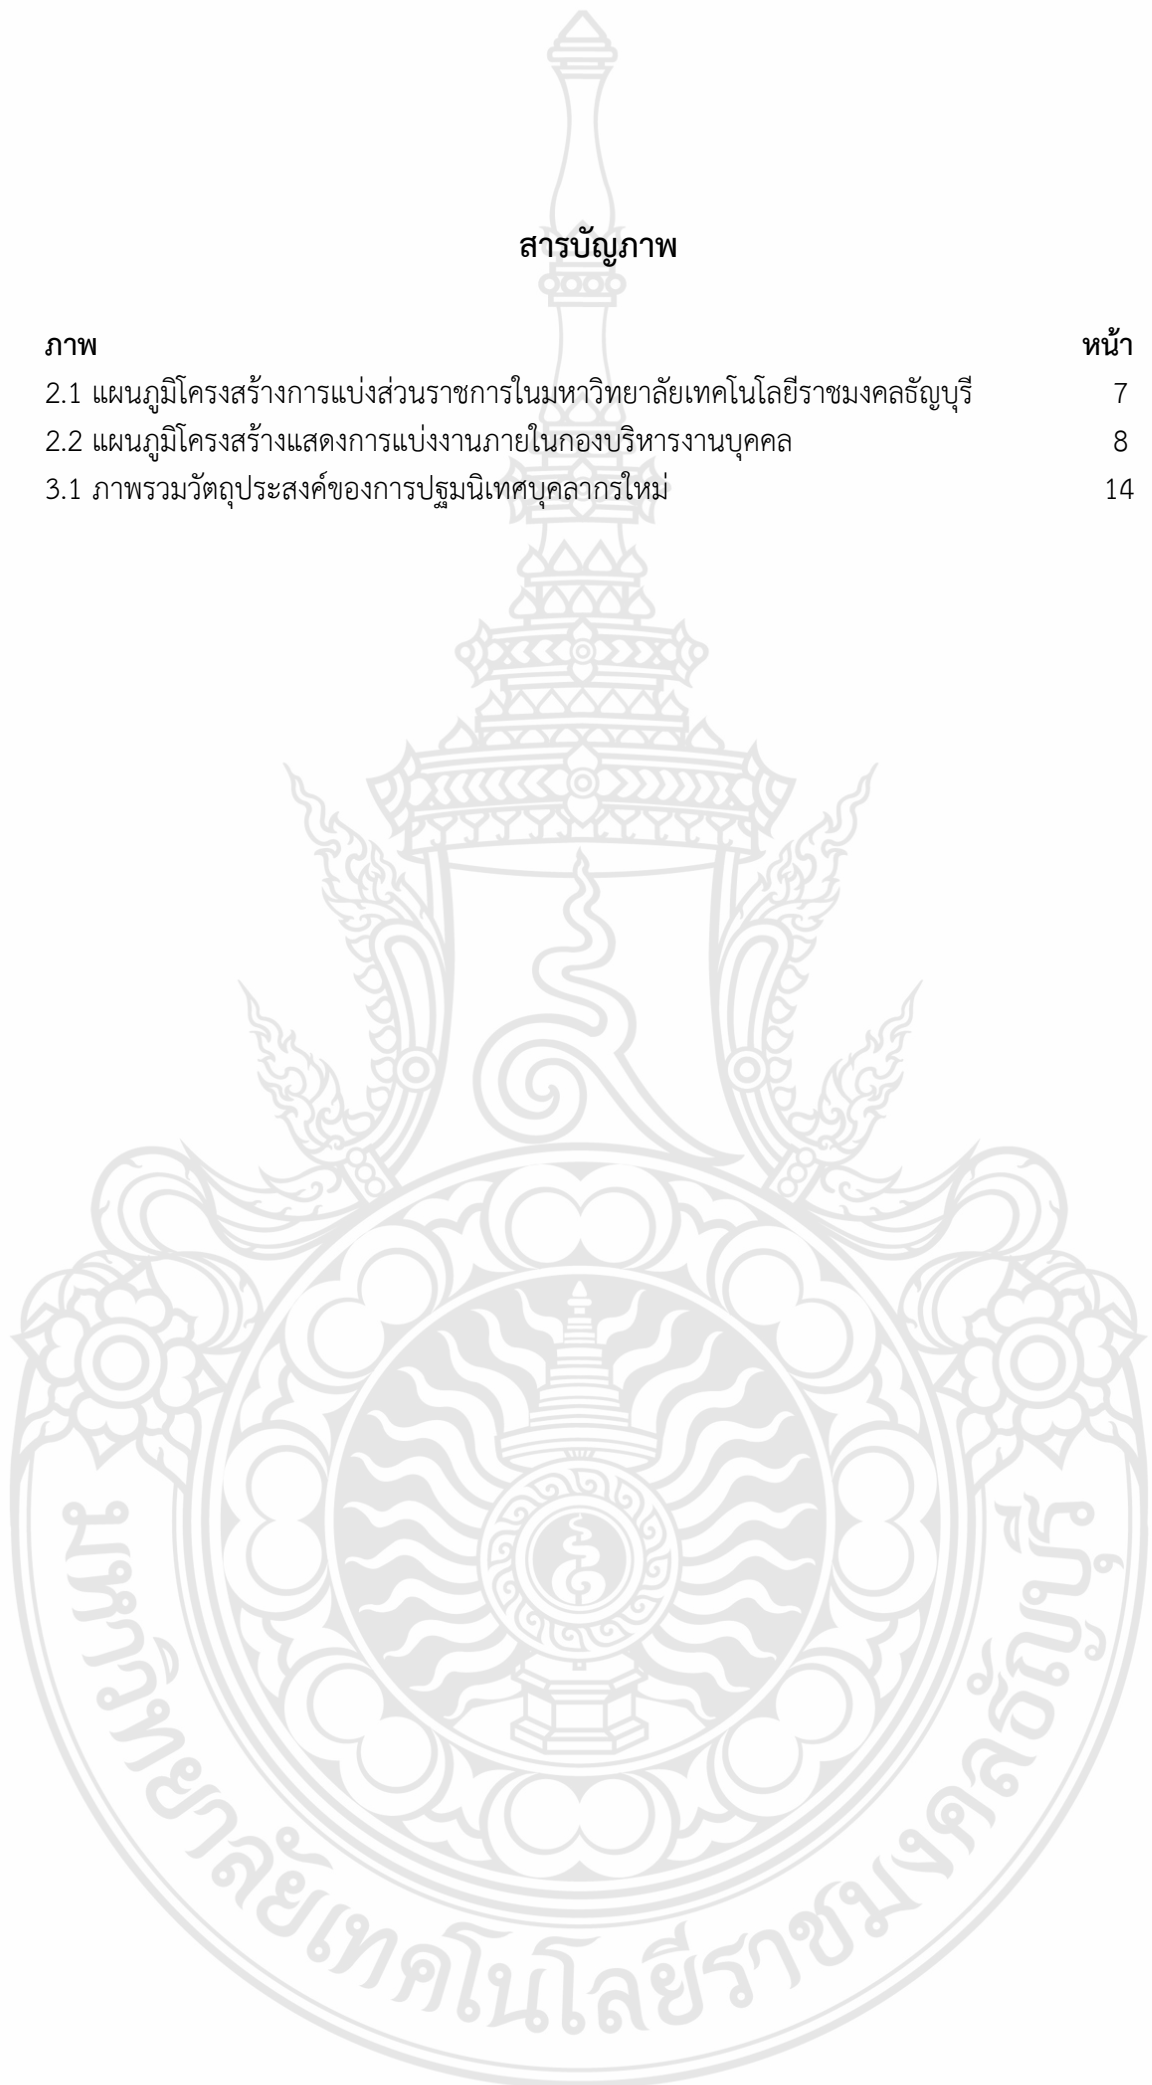 สารบัญภาพ
ภาพ หน้า
2.1 แผนภูมิโครงสร้างการแบ่งส่วนราชการในมหาวิทยาลัยเทคโนโลยีราชมงคลธัญบุรี 7
2.2 แผนภูมิโครงสร้างแสดงการแบ่งงานภายในกองบริหารงานบุคคล 8
3.1 ภาพรวมวัตถุประสงค์ของการปฐมนิเทศบุคลากรใหม่ 14
มหาวิทยาลัยเทคโนโลยีราชมงคลธัญบุรี